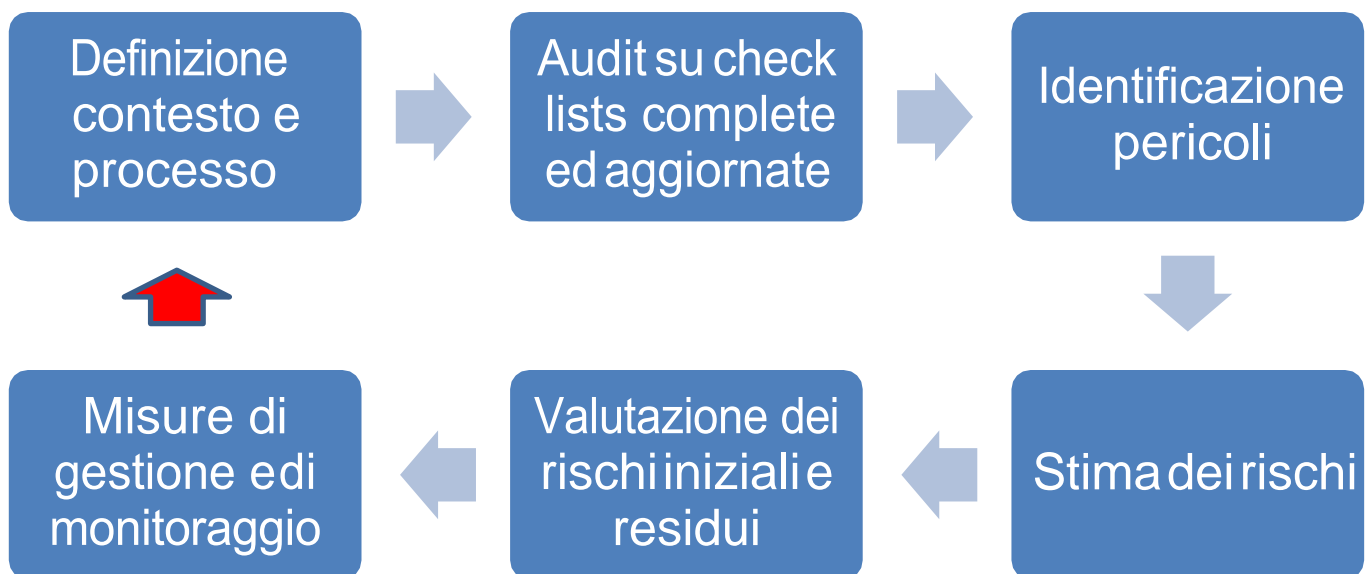 Definizione
contesto e
processo
Audit su check
lists complete
ed aggiornate
Identificazione
pericoli
Stima dei rischi
Valutazione dei
rischi iniziali e
residui
Misure di
gestione e di
monitoraggio